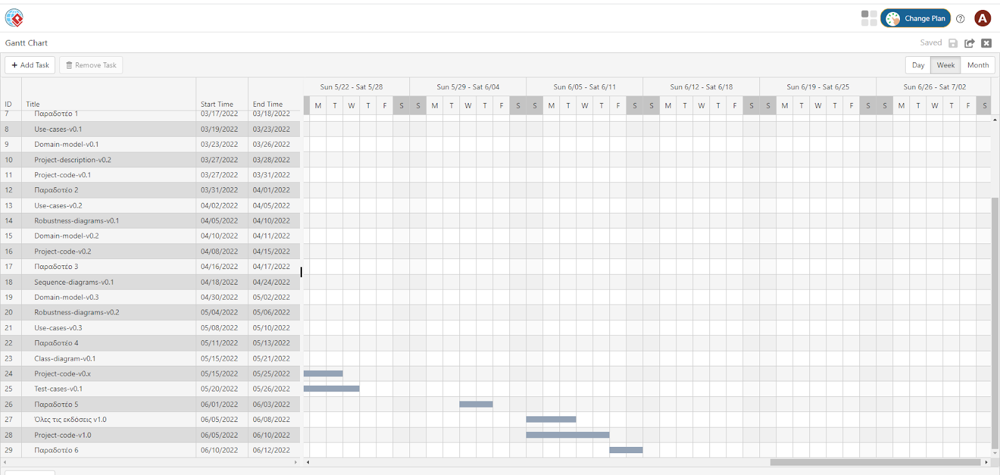 Change Plan ? A
Gantt Chart Saved
+ Add Task Remove Task Day Week Month
Sun 5/22 - Sat 5/28 Sun 5/29 - Sat 6/04 Sun 6/05 - Sat 6/11 Sun 6/12 - Sat 6/18 Sun 6/19 - Sat 6/25 Sun 6/26 - Sat 7/02
ID Title Start Time End Time M T W T F S S M T W T F S S M T W T F S S M T W T F S S M T W T F S S M T W T F S
7 Παραδοτέο 1 03/17/2022 03/18/2022
8 Use-cases-v0.1 03/19/2022 03/23/2022
9 Domain-model-v0.1 03/23/2022 03/26/2022
10 Project-description-v0.2 03/27/2022 03/28/2022
11 Project-code-v0.1 03/27/2022 03/31/2022
12 Παραδοτέο 2 03/31/2022 04/01/2022
13 Use-cases-v0.2 04/02/2022 04/05/2022
14 Robustness-diagrams-v0.1 04/05/2022 04/10/2022
15 Domain-model-v0.2 04/10/2022 04/11/2022
16 Project-code-v0.2 04/08/2022 04/15/2022
17 Παραδοτέο 3 04/16/2022 04/17/2022
18 Sequence-diagrams-v0.1 04/18/2022 04/24/2022
19 Domain-model-v0.3 04/30/2022 05/02/2022
20 Robustness-diagrams-v0.2 05/04/2022 05/06/2022
21 Use-cases-v0.3 05/08/2022 05/10/2022
22 Παραδοτέο 4 05/11/2022 05/13/2022
23 Class-diagram-v0.1 05/15/2022 05/21/2022
24 Project-code-v0.x 05/15/2022 05/25/2022
25 Test-cases-v0.1 05/20/2022 05/26/2022
26 Παραδοτέο 5 06/01/2022 06/03/2022
27 Όλες τις εκδόσεις v1.0 06/05/2022 06/08/2022
28 Project-code-v1.0 06/05/2022 06/10/2022
29 Παραδοτέο 6 06/10/2022 06/12/2022